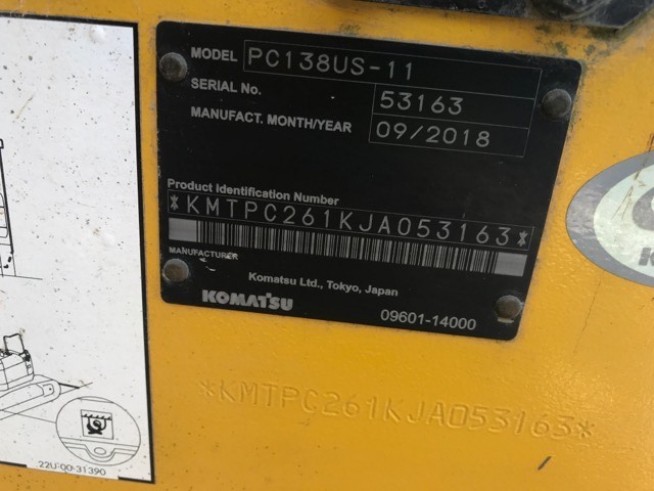 MODEL PC138US-11
SERIAL No. 53163
MANUFACT. MONTH/YEAR 09/2018
Product Identification Number
*KMTPC261KJA053163*
MANUFACTURER
Komatsu Ltd., Tokyo, Japan
KOMATSU 09601-14000
*KMTPC261KJA053163*
22U-00-31390